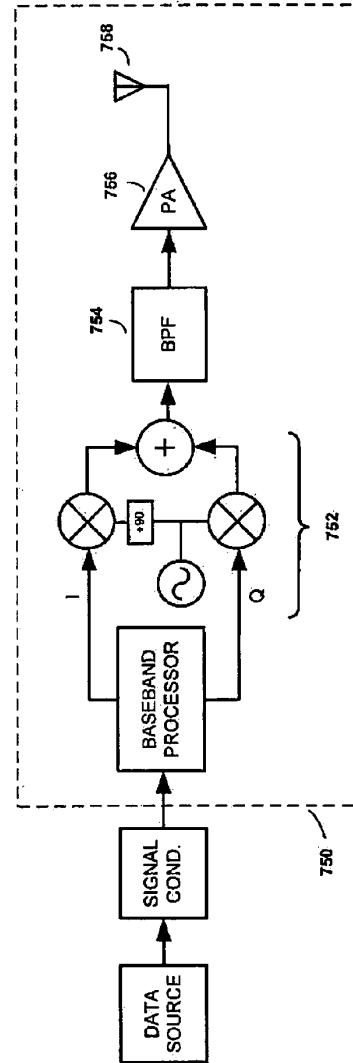 DATA
SOURCE
SIGNAL
COND.
750
BASEBAND
PROCESSOR
I
Q
+90
752
754
BPF
756
PA
758